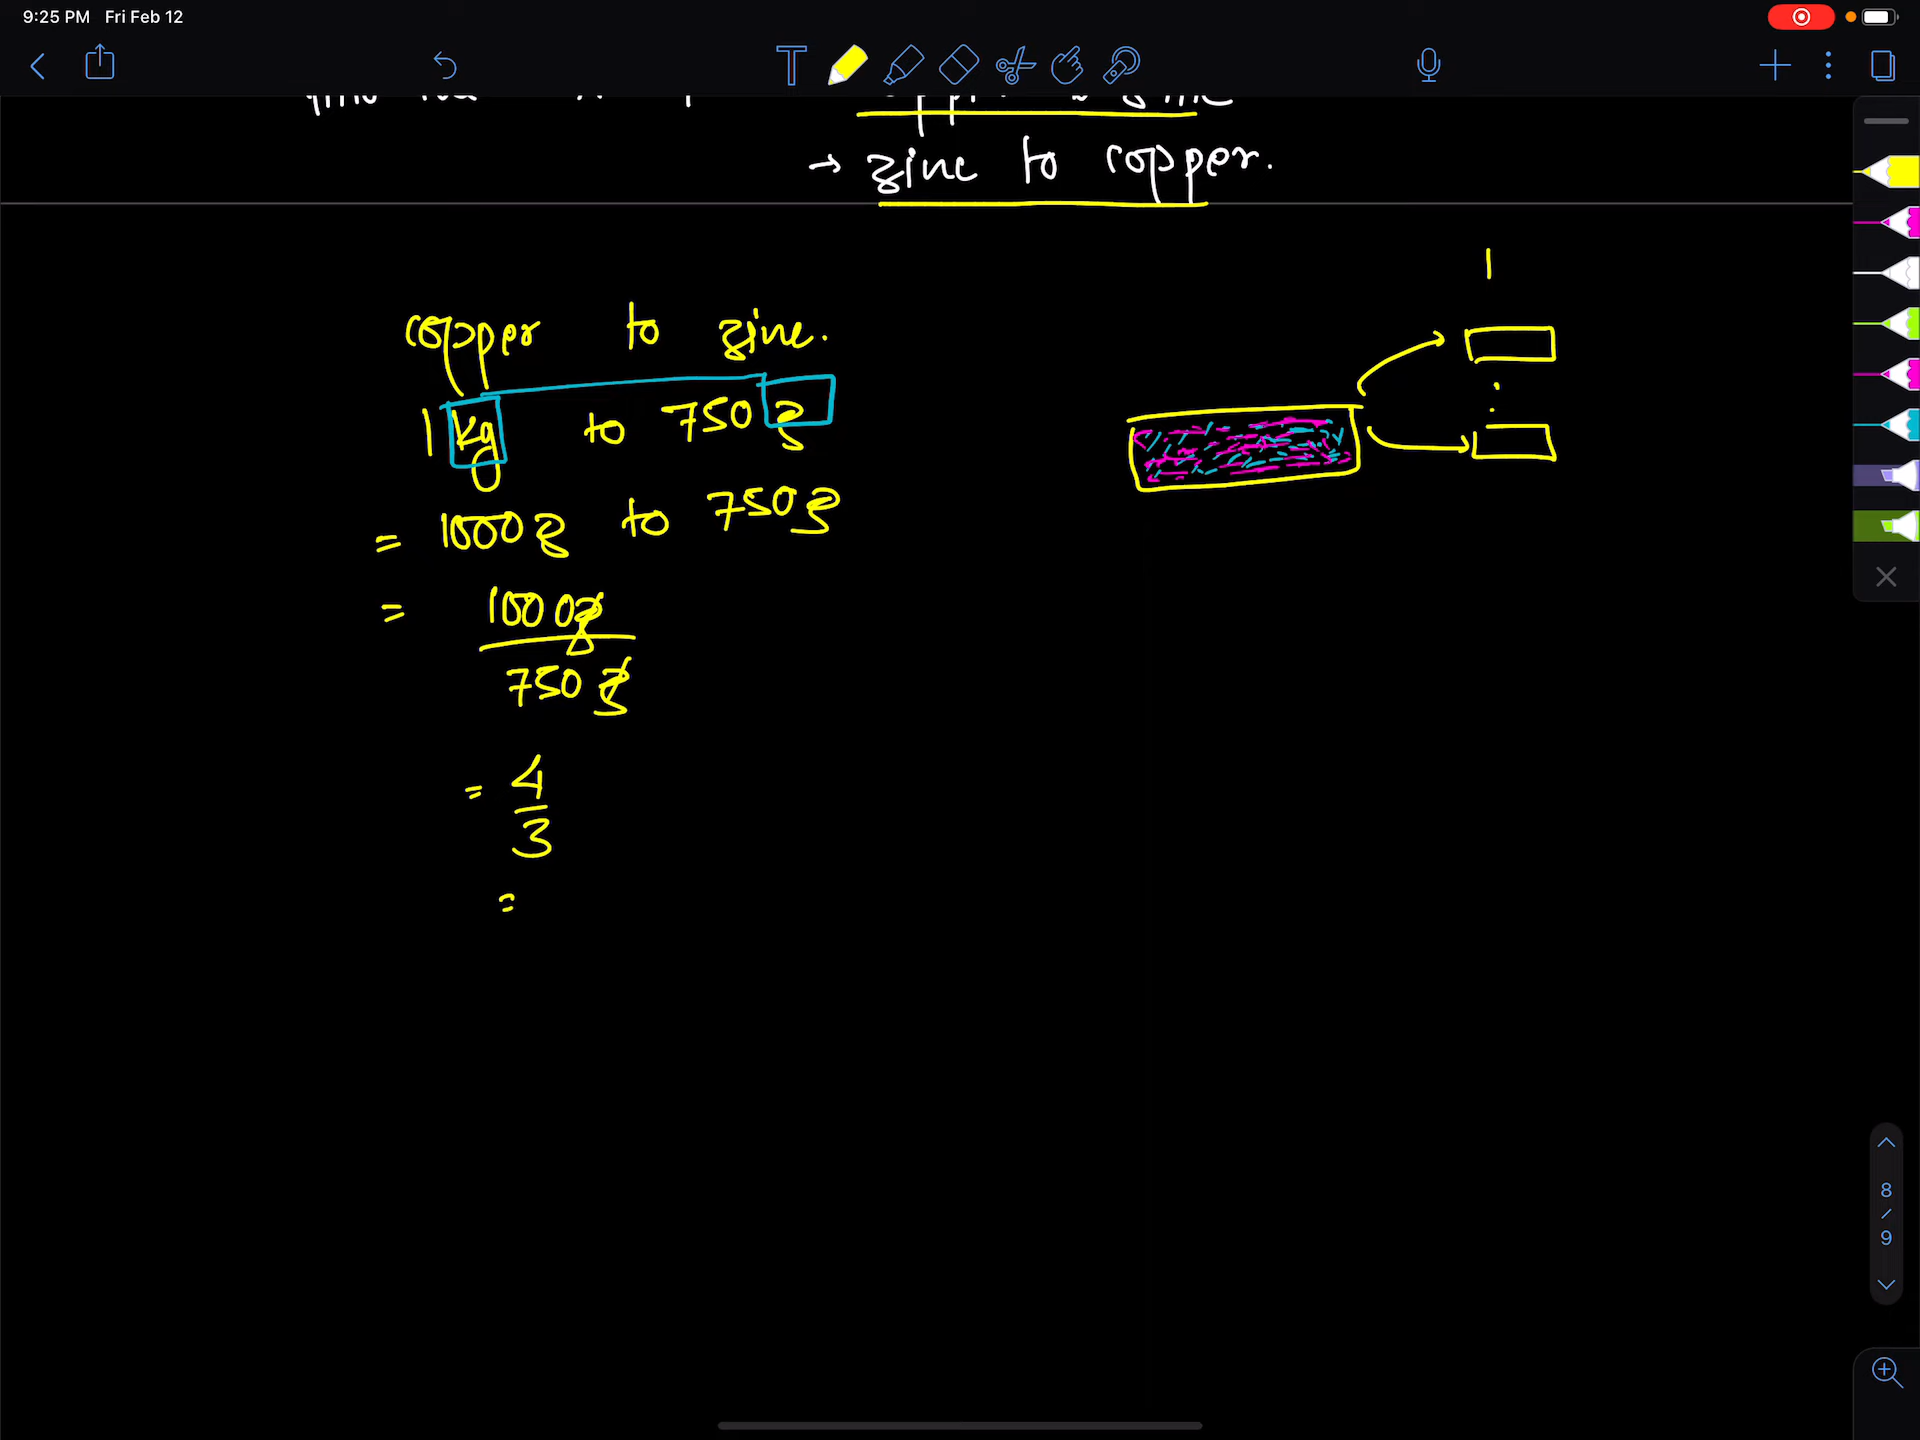 9:25 PM Fri Feb 12
T
→ zinc to copper.
1
copper to zinc.
1 kg to 750 g
= 1000 g to 750 g
= 1000 g
750 g
= 4
3
=
8
/
9